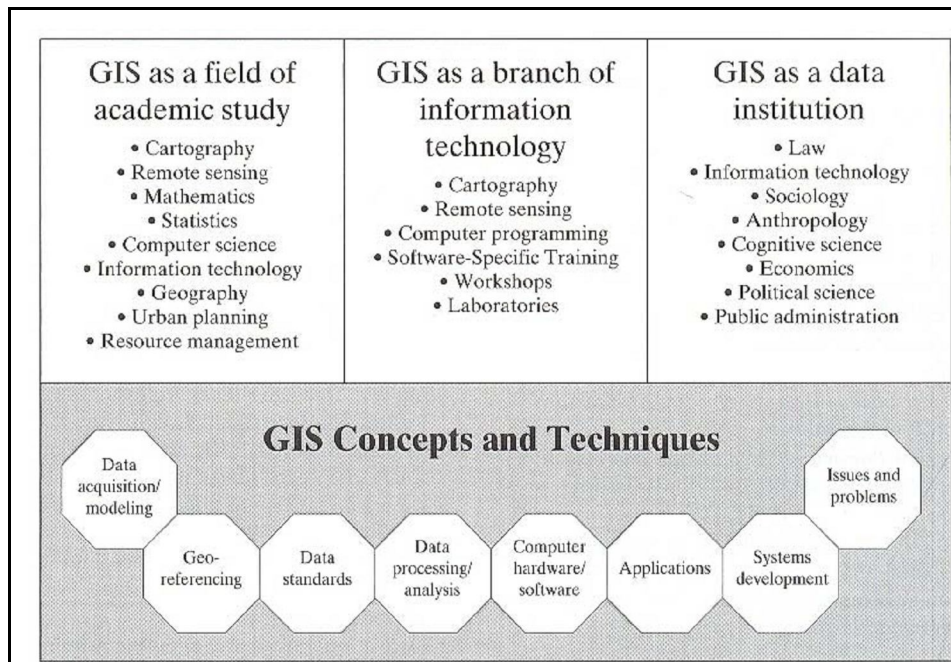 GIS as a field of
academic study
• Cartography
• Remote sensing
• Mathematics
• Statistics
• Computer science
• Information technology
• Geography
• Urban planning
• Resource management
GIS as a branch of
information
technology
• Cartography
• Remote sensing
• Computer programming
• Software-Specific Training
• Workshops
• Laboratories
GIS as a data
institution
• Law
• Information technology
• Sociology
• Anthropology
• Cognitive science
• Economics
• Political science
• Public administration
GIS Concepts and Techniques
Data
acquisition/
modeling
Geo-
referencing
Data
standards
Data
processing/
analysis
Computer
hardware/
software
Applications
Systems
development
Issues and
problems